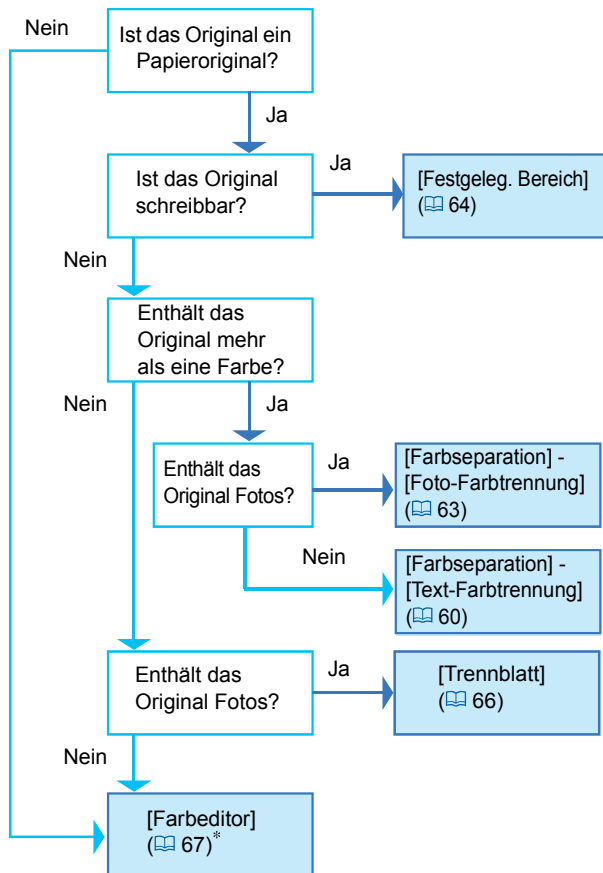 Nein
Ist das Original ein
Papieroriginal?
Ja
Ist das Original
schreibbar?
Ja
[Festgeleg. Bereich]
(📖 64)
Nein
Enthält das
Original mehr
als eine Farbe?
Nein
Ja
Enthält das
Original Fotos?
Ja
[Farbseparation] -
[Foto-Farbtrennung]
(📖 63)
Nein
[Farbseparation] -
[Text-Farbtrennung]
(📖 60)
Enthält das
Original Fotos?
Ja
[Trennblatt]
(📖 66)
Nein
[Farbeditor]
(📖 67)*